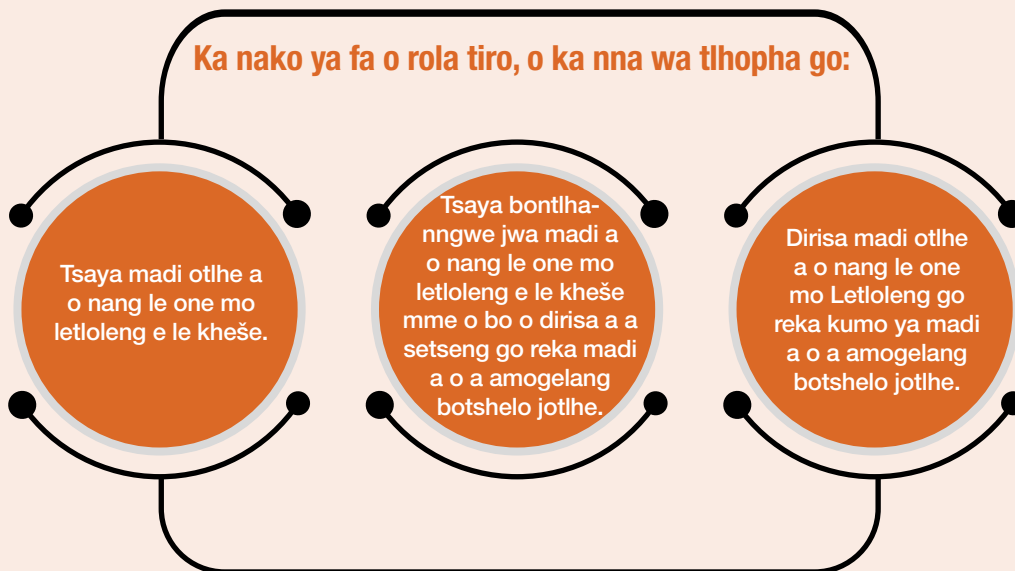 Ka nako ya fa o rola tiro, o ka nna wa tlhopha go:
Tsaya madi otlhe a
o nang le one mo
letloleng e le kheše.
Tsaya bontlha-
nngwe jwa madi a
o nang le one mo
letloleng e le kheše
mme o bo o dirisa a a
setseng go reka madi
a o a amogelang
botshelo jotlhe.
Dirisa madi otlhe
a o nang le one
mo Letloleng go
reka kumo ya madi
a o a amogelang
botshelo jotlhe.